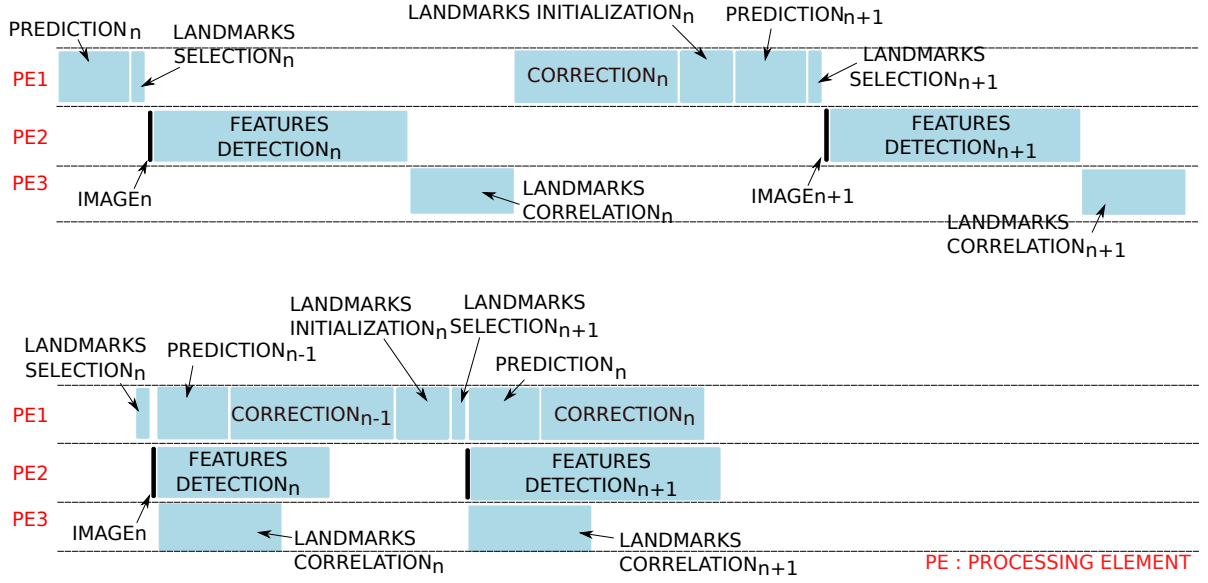 LANDMARKS INITIALIZATIONn
PREDICTIONn+1
PREDICTIONn
LANDMARKS
SELECTIONn
LANDMARKS
SELECTIONn+1
PE1
CORRECTIONn
PE2
FEATURES
DETECTIONn
FEATURES
DETECTIONn+1
PE3
IMAGEn
LANDMARKS
CORRELATIONn
IMAGEn+1
LANDMARKS
CORRELATIONn+1
LANDMARKS
INITIALIZATIONn
LANDMARKS
SELECTIONn+1
LANDMARKS
SELECTIONn
PREDICTIONn-1
PREDICTIONn
PE1
CORRECTIONn-1
CORRECTIONn
PE2
FEATURES
DETECTIONn
FEATURES
DETECTIONn+1
PE3
IMAGEn
LANDMARKS
CORRELATIONn
LANDMARKS
CORRELATIONn+1
PE : PROCESSING ELEMENT